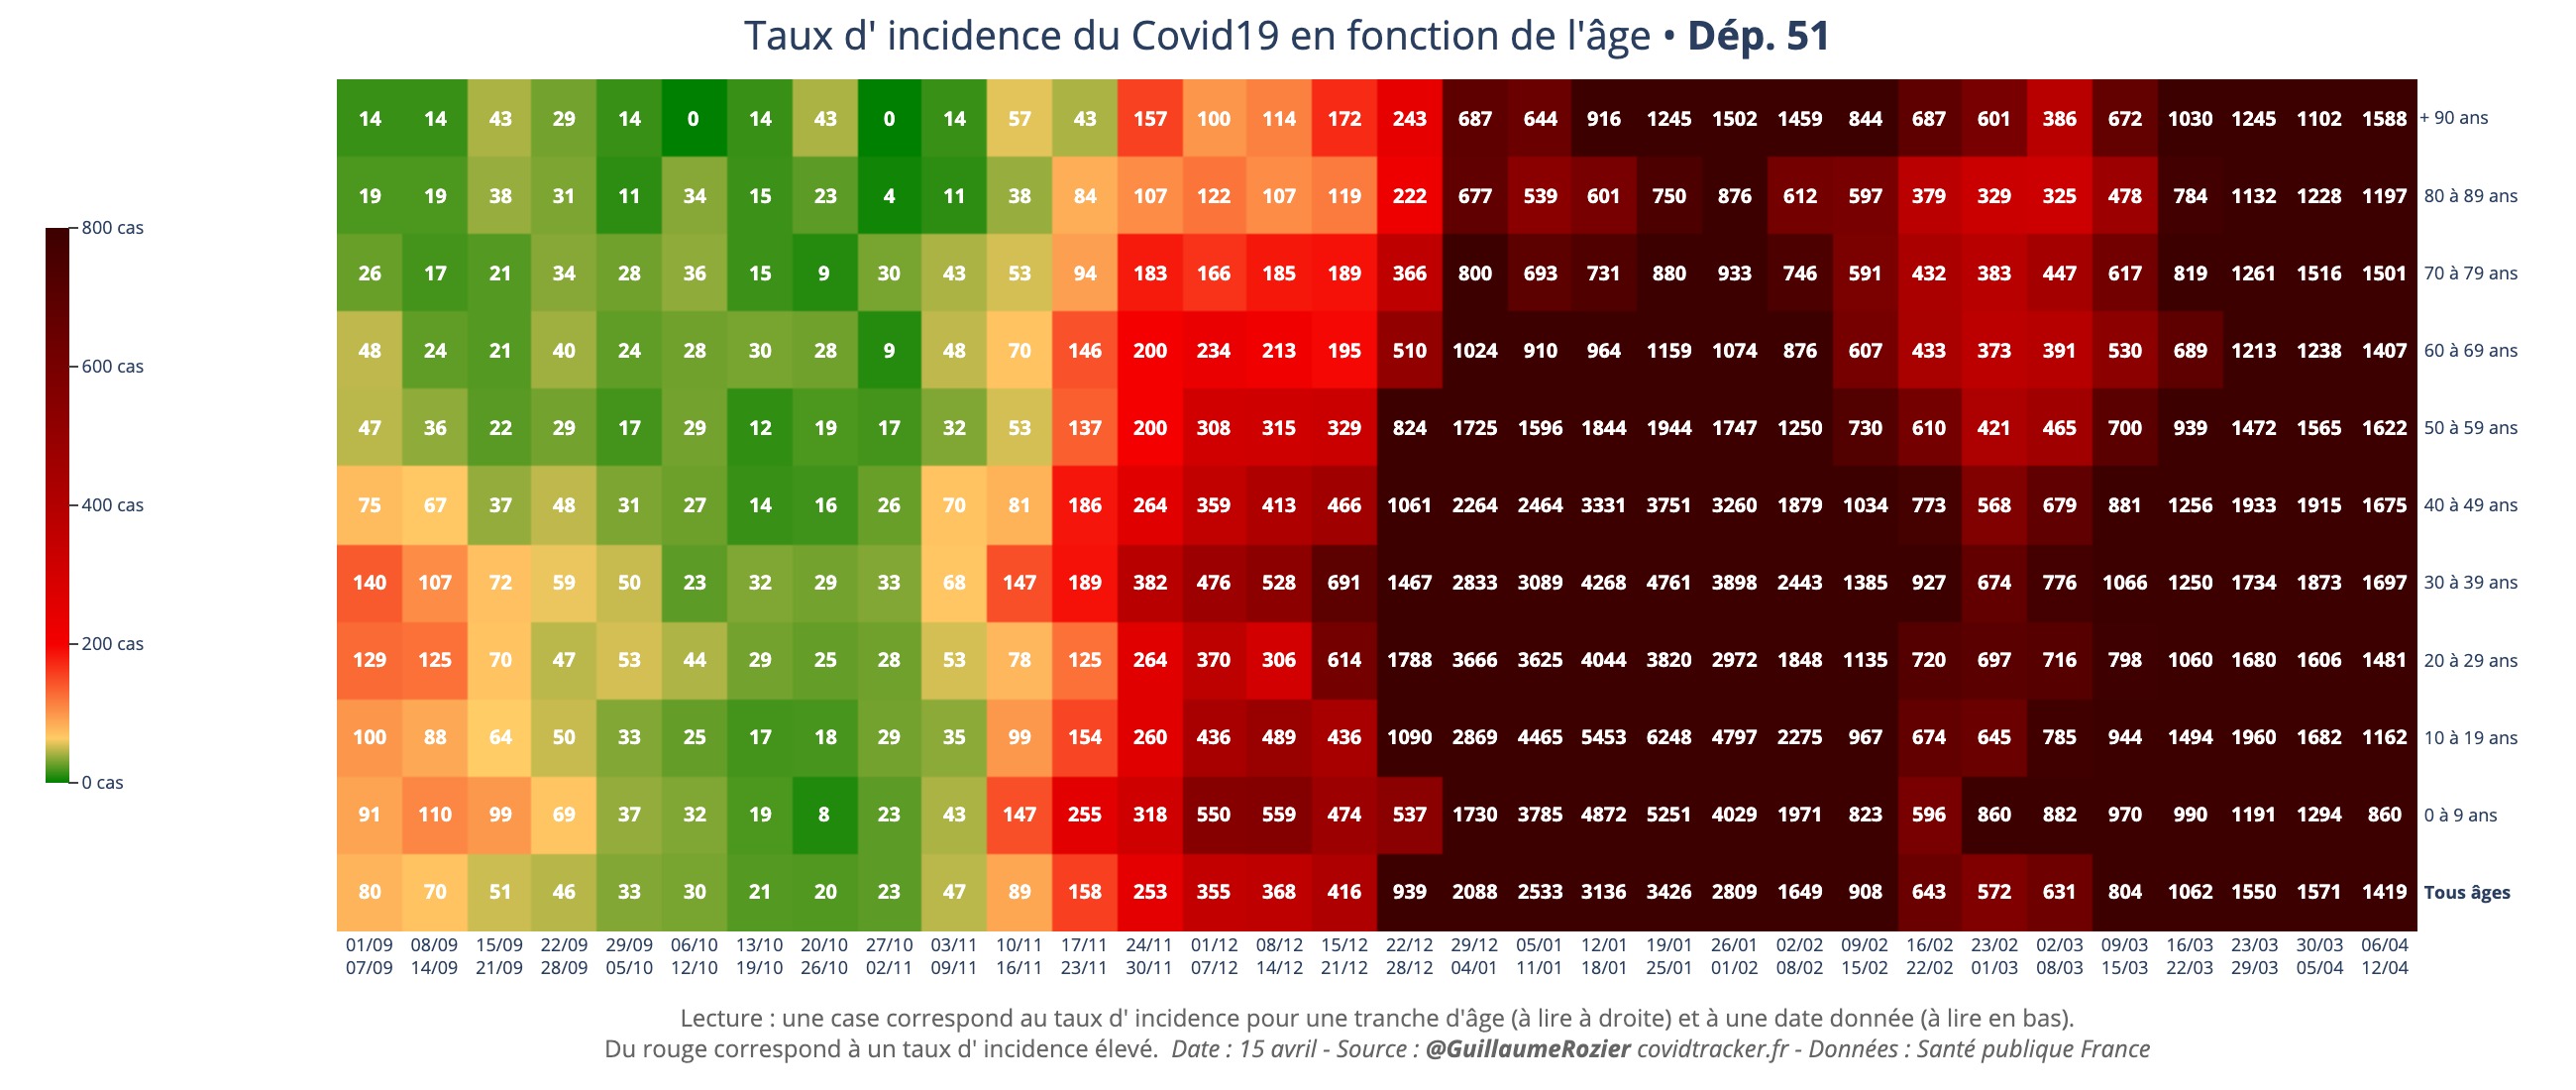 Taux d' incidence du Covid19 en fonction de l'âge • Dép. 51
14 14 43 29 14 0 14 43 0 14 57 43 157 100 114 172 243 687 644 916 1245 1502 1459 844 687 601 386 672 1030 1245 1102 1588 + 90 ans
19 19 38 31 11 34 15 23 4 11 38 84 107 122 107 119 222 677 539 601 750 876 612 597 379 329 325 478 784 1132 1228 1197 80 à 89 ans
800 cas
26 17 21 34 28 36 15 9 30 43 53 94 183 166 185 189 366 800 693 731 880 933 746 591 432 383 447 617 819 1261 1516 1501 70 à 79 ans
48 24 21 40 24 28 30 28 9 48 70 146 200 234 213 195 510 1024 910 964 1159 1074 876 607 433 373 391 530 689 1213 1238 1407 60 à 69 ans
600 cas
47 36 22 29 17 29 12 19 17 32 53 137 200 308 315 329 824 1725 1596 1844 1944 1747 1250 730 610 421 465 700 939 1472 1565 1622 50 à 59 ans
400 cas
75 67 37 48 31 27 14 16 26 70 81 186 264 359 413 466 1061 2264 2464 3331 3751 3260 1879 1034 773 568 679 881 1256 1933 1915 1675 40 à 49 ans
140 107 72 59 50 23 32 29 33 68 147 189 382 476 528 691 1467 2833 3089 4268 4761 3898 2443 1385 927 674 776 1066 1250 1734 1873 1697 30 à 39 ans
200 cas
129 125 70 47 53 44 29 25 28 53 78 125 264 370 306 614 1788 3666 3625 4044 3820 2972 1848 1135 720 697 716 798 1060 1680 1606 1481 20 à 29 ans
100 88 64 50 33 25 17 18 29 35 99 154 260 436 489 436 1090 2869 4465 5453 6248 4797 2275 967 674 645 785 944 1494 1960 1682 1162 10 à 19 ans
0 cas
91 110 99 69 37 32 19 8 23 43 147 255 318 550 559 474 537 1730 3785 4872 5251 4029 1971 823 596 860 882 970 990 1191 1294 860 0 à 9 ans
80 70 51 46 33 30 21 20 23 47 89 158 253 355 368 416 939 2088 2533 3136 3426 2809 1649 908 643 572 631 804 1062 1550 1571 1419 Tous âges
01/09 08/09 15/09 22/09 29/09 06/10 13/10 20/10 27/10 03/11 10/11 17/11 24/11 01/12 08/12 15/12 22/12 29/12 05/01 12/01 19/01 26/01 02/02 09/02 16/02 23/02 02/03 09/03 16/03 23/03 30/03 06/04
07/09 14/09 21/09 28/09 05/10 12/10 19/10 26/10 02/11 09/11 16/11 23/11 30/11 07/12 14/12 21/12 28/12 04/01 11/01 18/01 25/01 01/02 08/02 15/02 22/02 01/03 08/03 15/03 22/03 29/03 05/04 12/04
Lecture : une case correspond au taux d' incidence pour une tranche d'âge (à lire à droite) et à une date donnée (à lire en bas).
Du rouge correspond à un taux d' incidence élevé. Date : 15 avril - Source : @GuillaumeRozier covidtracker.fr - Données : Santé publique France